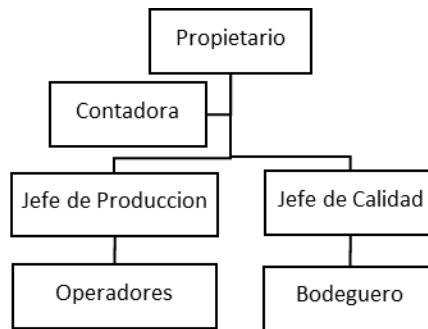 Propietario
Contadora
Jefe de Produccion
Jefe de Calidad
Operadores
Bodeguero